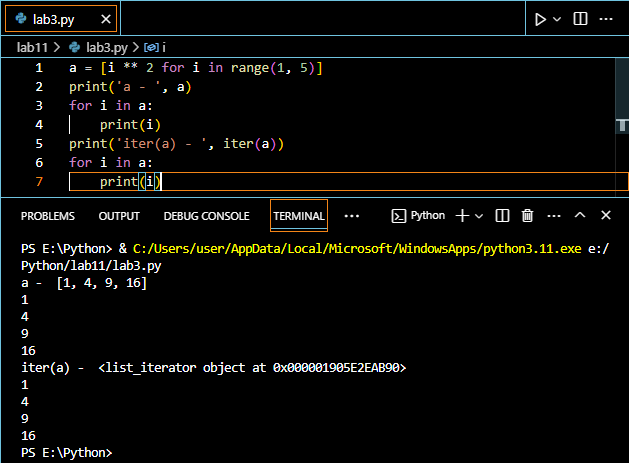 lab3.py
lab11 > lab3.py > i
1 a = [i ** 2 for i in range(1, 5)]
2 print('a - ', a)
3 for i in a:
4     print(i)
5 print('iter(a) - ', iter(a))
6 for i in a:
7     print(i)
PROBLEMS OUTPUT DEBUG CONSOLE TERMINAL ··· Python
PS E:\Python> & C:/Users/user/AppData/Local/Microsoft/WindowsApps/python3.11.exe e:/
Python/lab11/lab3.py
a -  [1, 4, 9, 16]
1
4
9
16
iter(a) -  <list_iterator object at 0x000001905E2EAB90>
1
4
9
16
PS E:\Python>